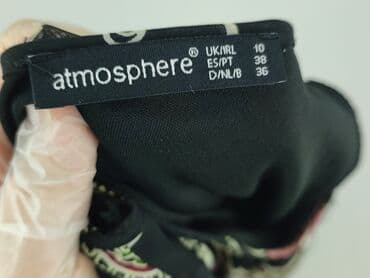 atmosphere®
UK/IRL 10
ES/PT 38
D/NL/B 36